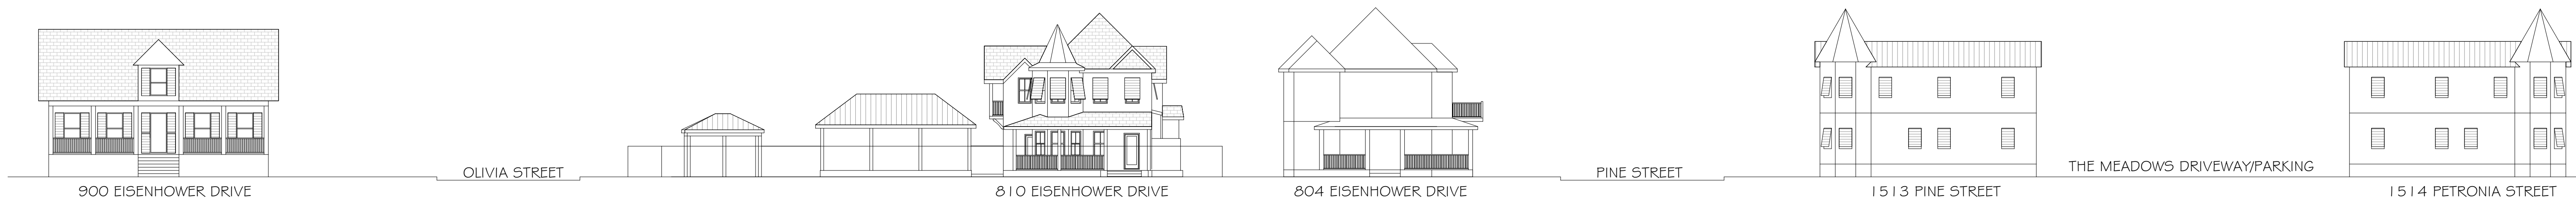 OLIVIA STREET
PINE STREET
THE MEADOWS DRIVEWAY/PARKING
900 EISENHOWER DRIVE
810 EISENHOWER DRIVE
804 EISENHOWER DRIVE
1513 PINE STREET
1514 PETRONIA STREET